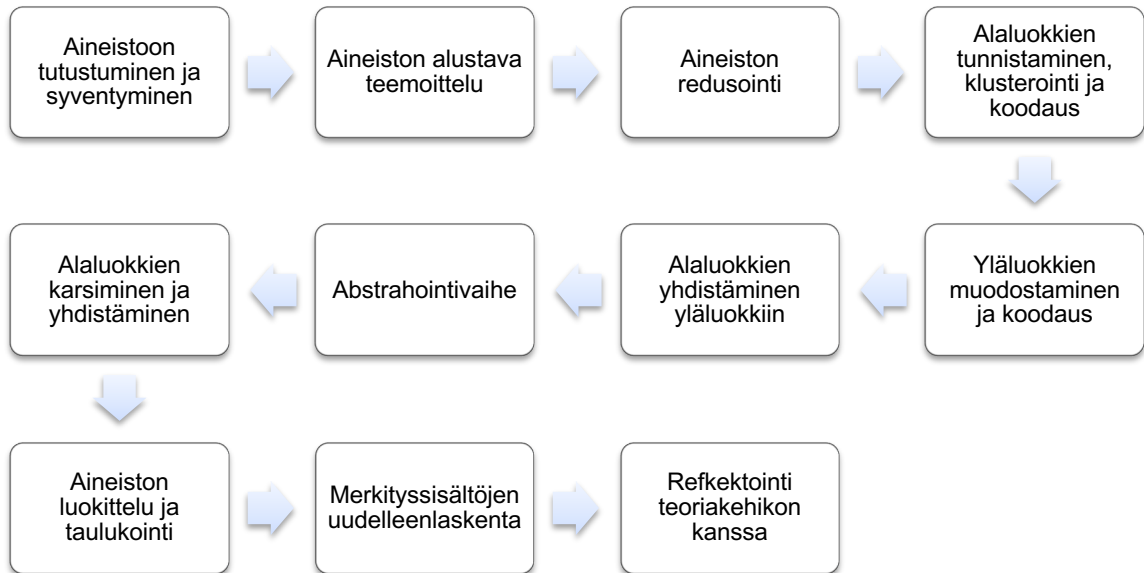 Aineistoon
tutustuminen ja
syventyminen
Aineiston alustava
teemoittelu
Aineiston
redusointi
Alaluokkien
tunnistaminen,
klusterointi ja
koodaus
Yläluokkien
muodostaminen
ja koodaus
Alaluokkien
yhdistäminen
yläluokkiin
Abstrahointivaihe
Alaluokkien
karsiminen ja
yhdistäminen
Aineiston
luokittelu ja
taulukointi
Merkityssisältöjen
uudelleenlaskenta
Refkektointi
teoriakehikon
kanssa